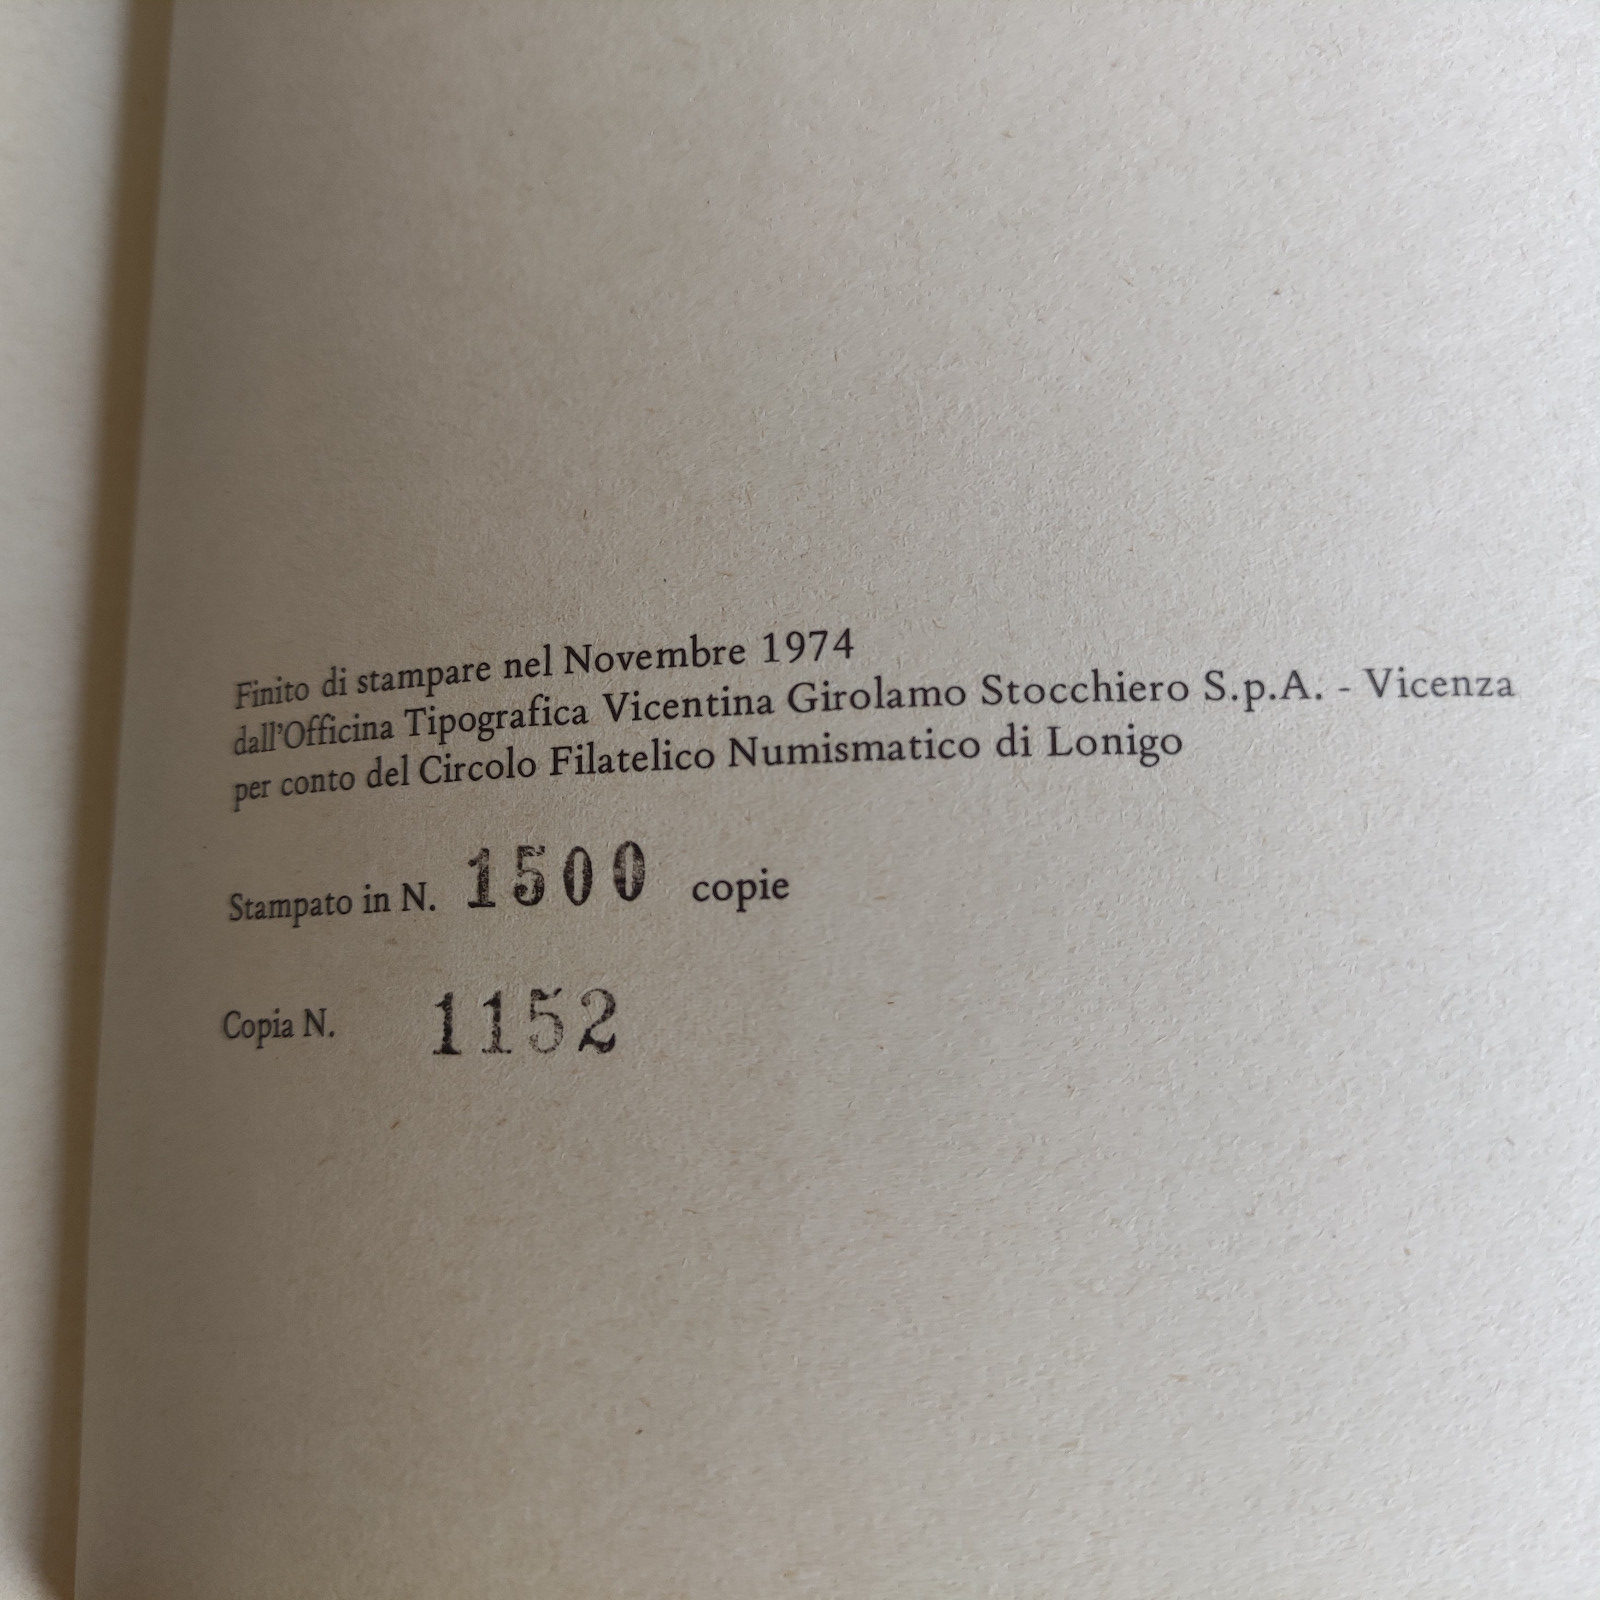 Finito di stampare nel Novembre 1974
dall'Officina Tipografica Vicentina Girolamo Stocchiero S.p.A. - Vicenza
per conto del Circolo Filatelico Numismatico di Lonigo
Stampato in N. 1500 copie
Copia N. 1152